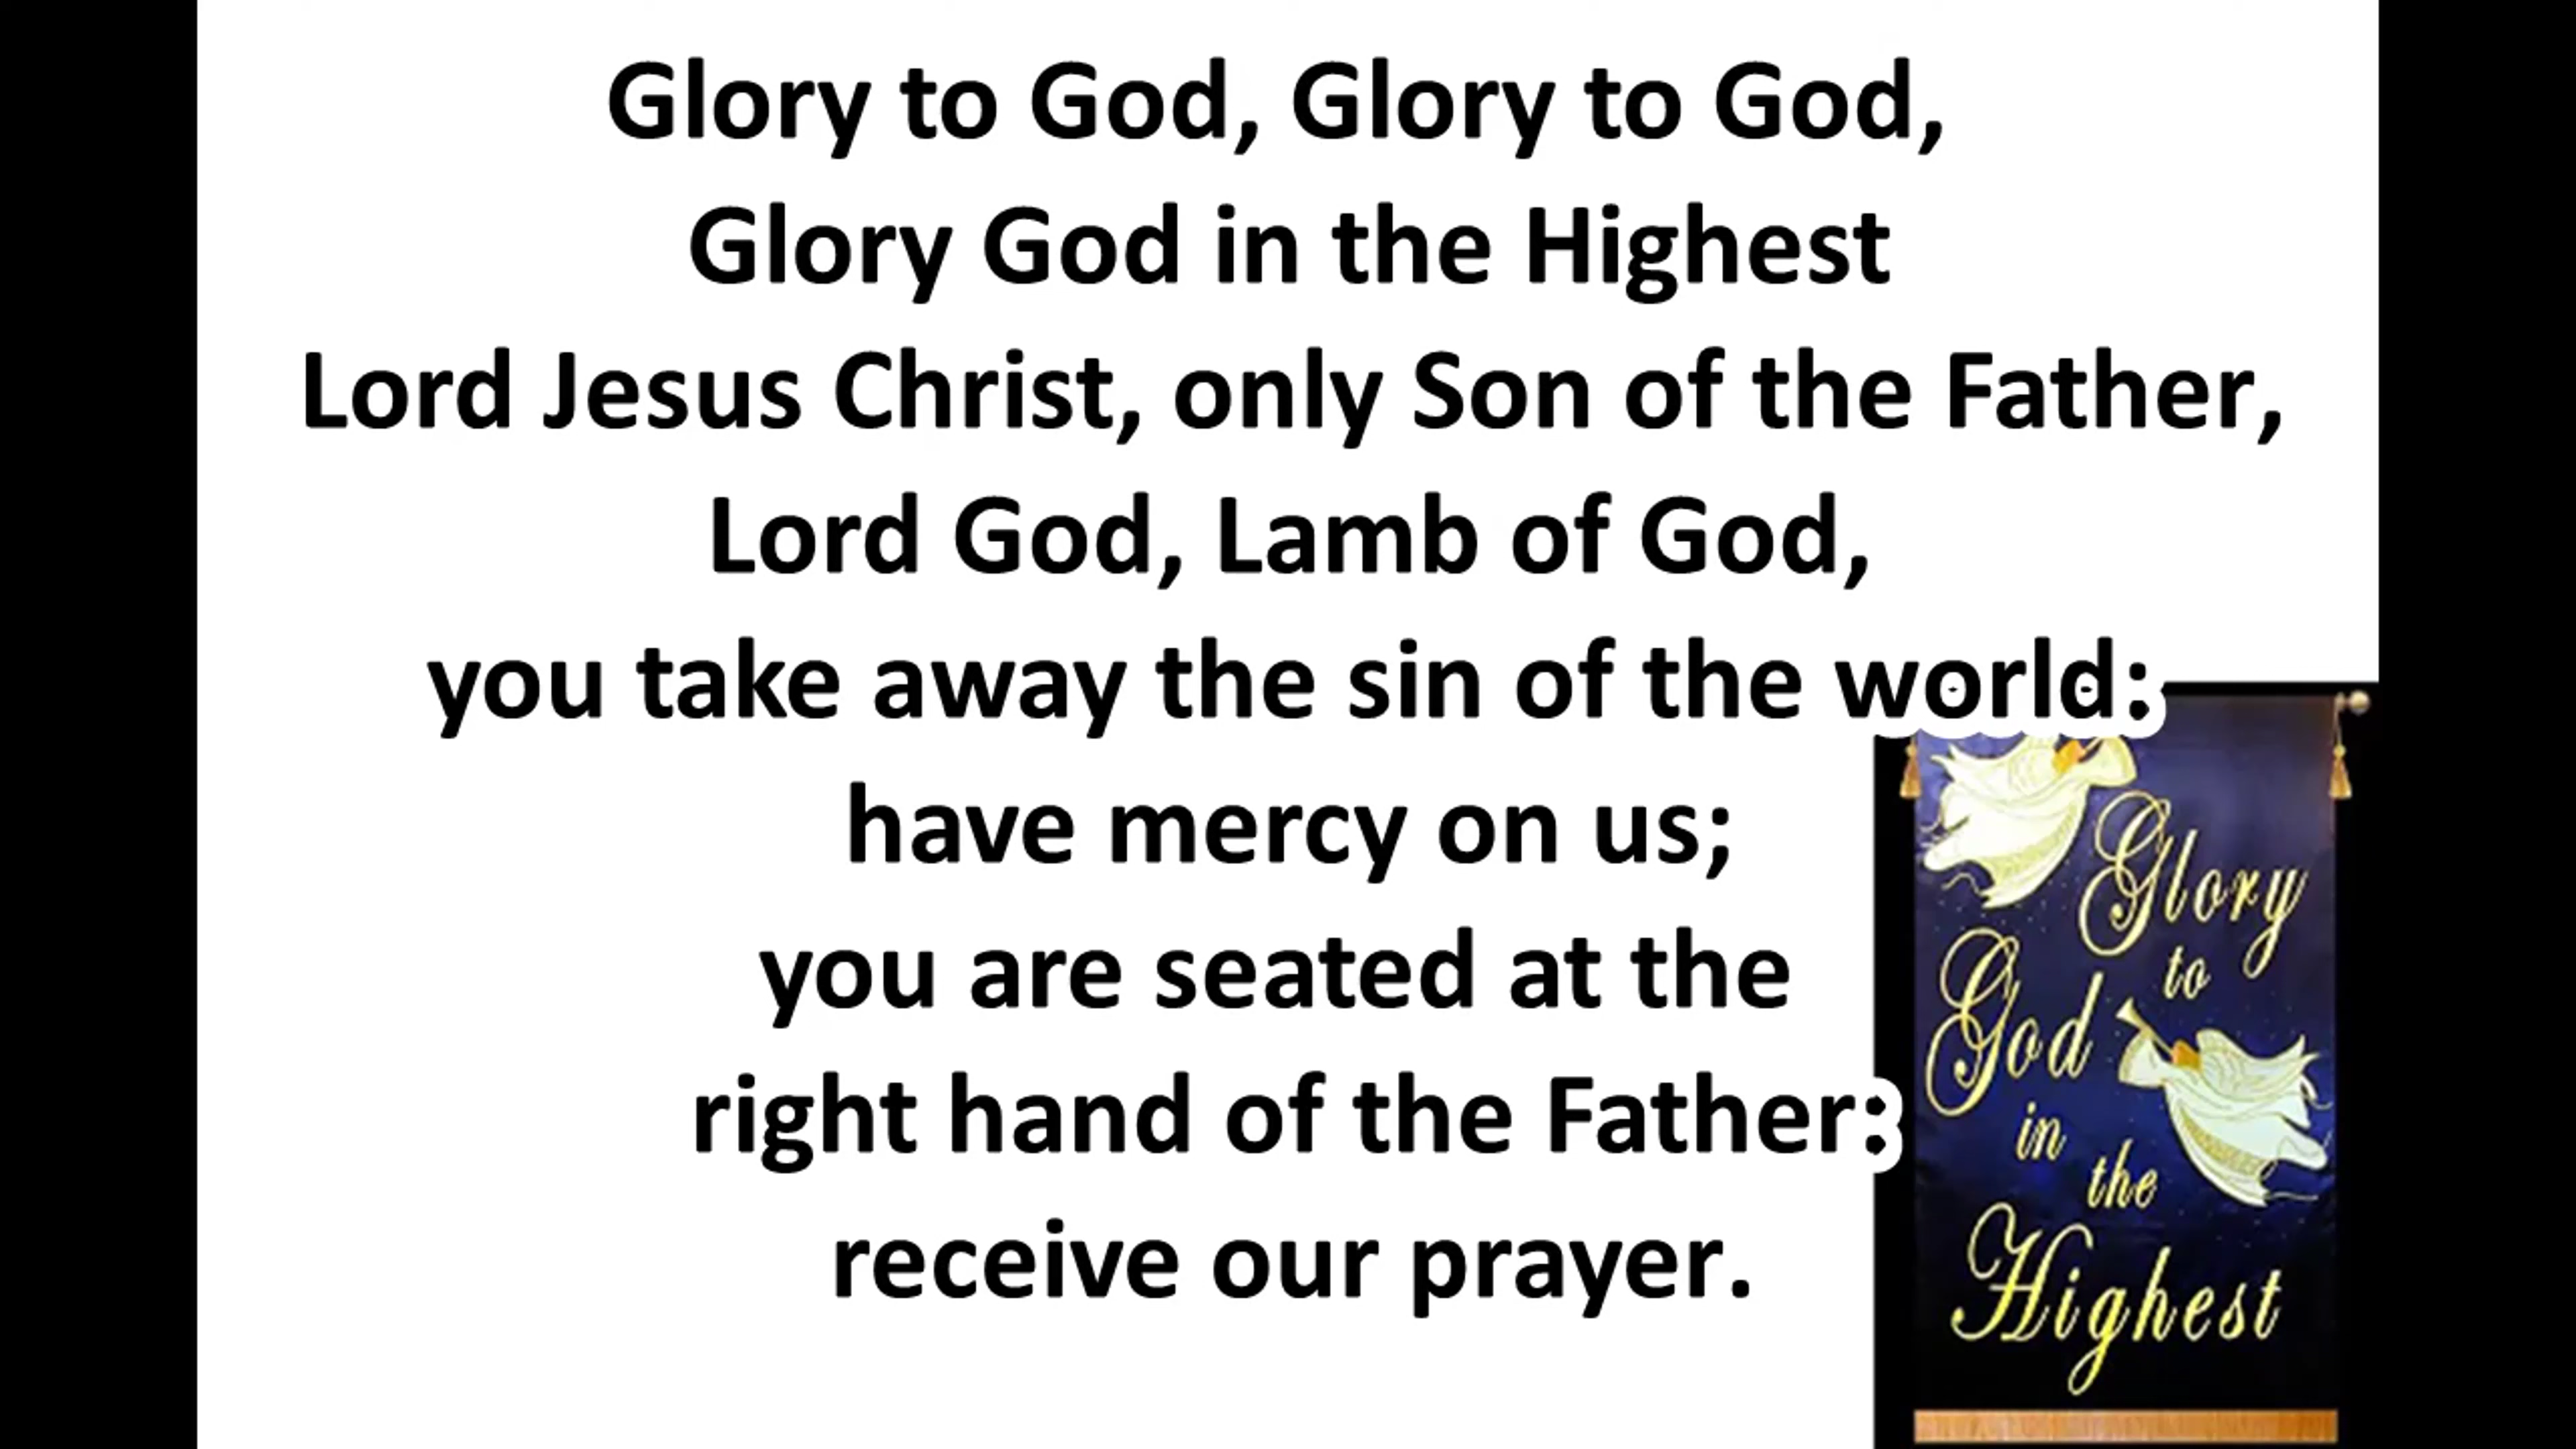 Glory to God, Glory to God,
Glory God in the Highest
Lord Jesus Christ, only Son of the Father,
Lord God, Lamb of God,
you take away the sin of the world:
have mercy on us;
you are seated at the
right hand of the Father:
receive our prayer.
Glory
to
God
in
the
Highest